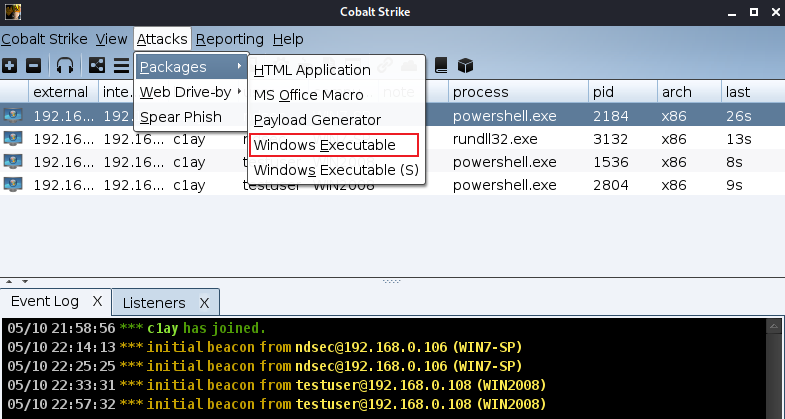 Cobalt Strike
Cobalt Strike View Attacks Reporting Help
Packages
Web Drive-by
Spear Phish
HTML Application
MS Office Macro
Payload Generator
Windows Executable
Windows Executable (S)
external inte... note process pid arch last
192.16... powershell.exe 2184 x86 26s
192.16... 192.16... c1ay rundll32.exe 3132 x86 13s
192.16... 192.16... c1ay powershell.exe 1536 x86 8s
192.16... 192.16... c1ay testuser WIN2008 powershell.exe 2804 x86 9s
Event Log X Listeners X
05/10 21:58:56 *** c1ay has joined.
05/10 22:14:13 *** initial beacon from ndsec@192.168.0.106 (WIN7-SP)
05/10 22:25:25 *** initial beacon from ndsec@192.168.0.106 (WIN7-SP)
05/10 22:33:31 *** initial beacon from testuser@192.168.0.108 (WIN2008)
05/10 22:57:32 *** initial beacon from testuser@192.168.0.108 (WIN2008)